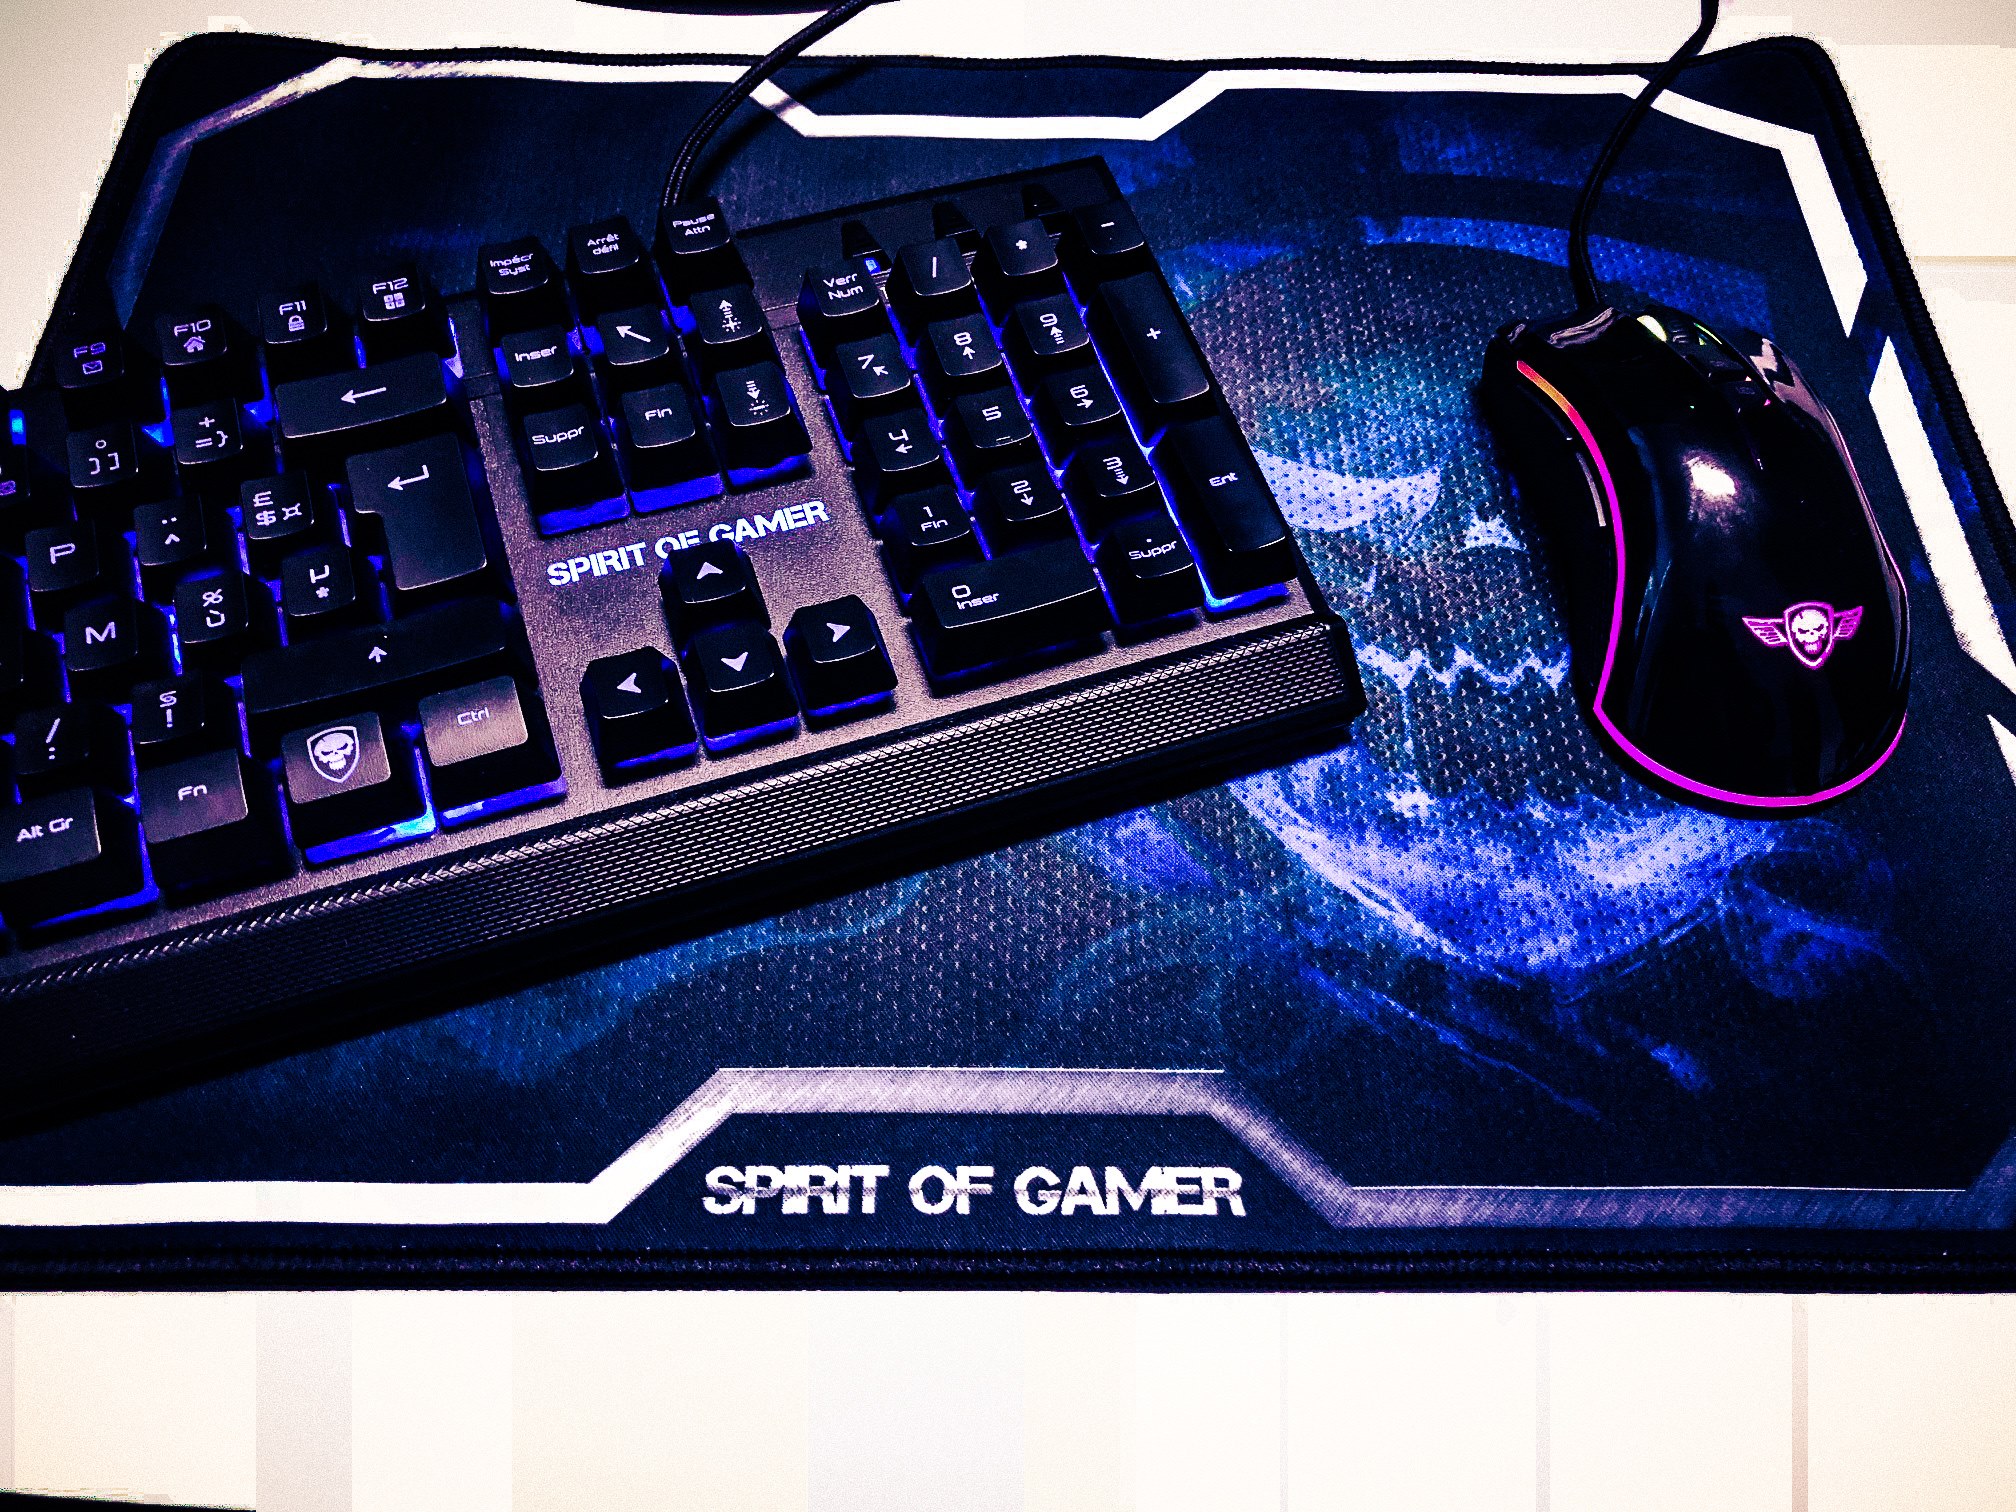 Impécr Syst
Arrêt défil
Pause Attn
F9
F10
F11
F12
Inser
Suppr
Fin
Verr Num
/
*
-
7
8
9
+
4
5
6
1 Fin
2
3
Ent
0 Inser
. Suppr
° ) ]
+ = }
P
¨ ^
£ $ ¤
M
% ù
µ *
/ :
§ !
Alt Gr
Fn
Ctrl
SPIRIT OF GAMER
SPIRIT OF GAMER